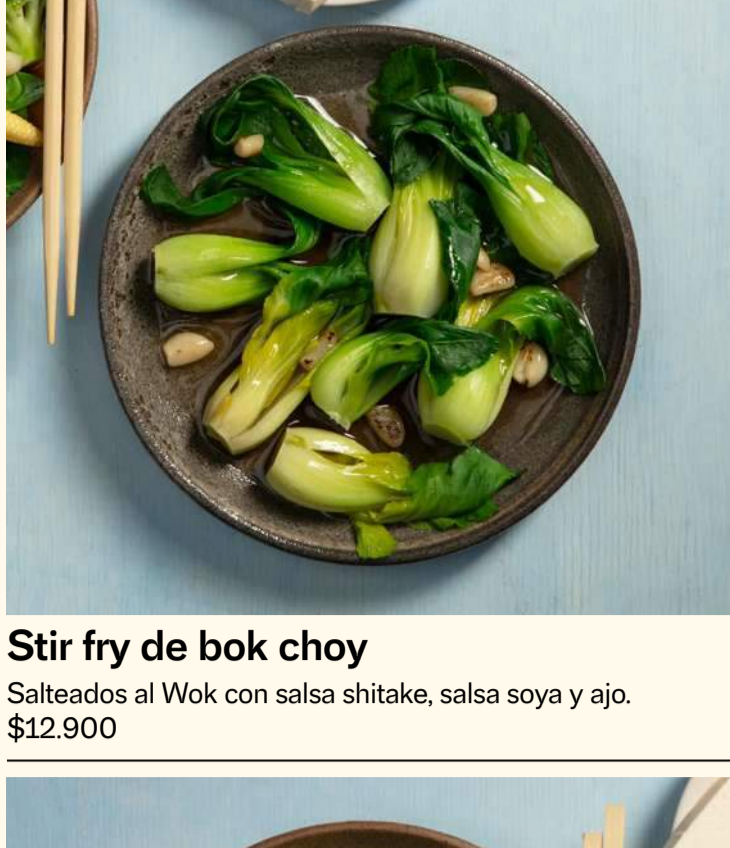 Stir fry de bok choy
Salteados al Wok con salsa shitake, salsa soya y ajo.
$12.900